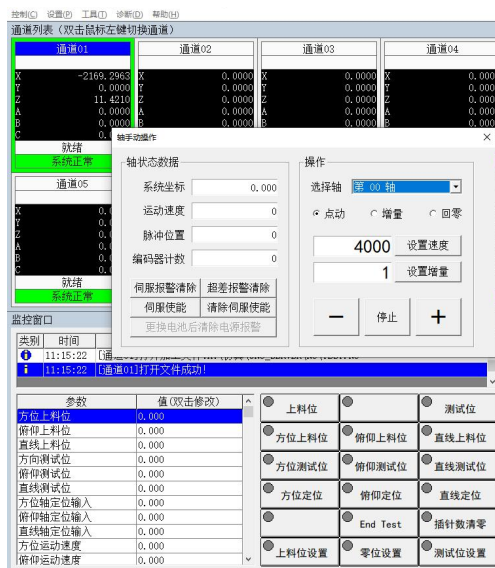 控制(C) 设置(P) 工具(T) 诊断(D) 帮助(H)
通道列表（双击鼠标左键切换通道）
通道01 通道02 通道03 通道04
X -2169.2963 X 0.0000 X 0.0000 X 0.000
Y 0.0000 Y 0.0000 Y 0.0000 Y 0.000
Z 11.4210 Z 0.0000 Z 0.0000 Z 0.000
A 0.0000 A 0.0000 A 0.0000 A 0.000
B 0.0000 B 0.0000 B 0.0000 B 0.000
C
就绪
系统正常
轴手动操作
轴状态数据
系统坐标 0.000
运动速度 0
脉冲位置 0
编码器计数 0
伺服报警清除 超差报警清除
伺服使能 清除伺服使能
更换电池后清除电源报警
操作
选择轴 第 00 轴
点动 增量 回零
4000 设置速度
1 设置增量
— 停止 +
通道05
X 0.
Y 0.
Z 0.
A 0.
B 0.
C 0.
就绪
系统正常
监控窗口
类别 时间
11:15:22
11:15:22 [通道01]打开文件成功!
参数 值(双击修改)
方位上料位 0.000
俯仰上料位 0.000
直线上料位 0.000
方向测试位 0.000
俯仰测试位 0.000
直线测试位 0.000
方位轴定位输入 0.000
俯仰轴定位输入 0.000
直线轴定位输入 0.000
方位运动速度 0.000
俯仰运动速度 0.000
上料位 测试位
方位上料位 俯仰上料位 直线上料位
方位测试位 俯仰测试位 直线测试位
方位定位 俯仰定位 直线定位
End Test 插针数清零
上料位设置 零位设置 测试位设置